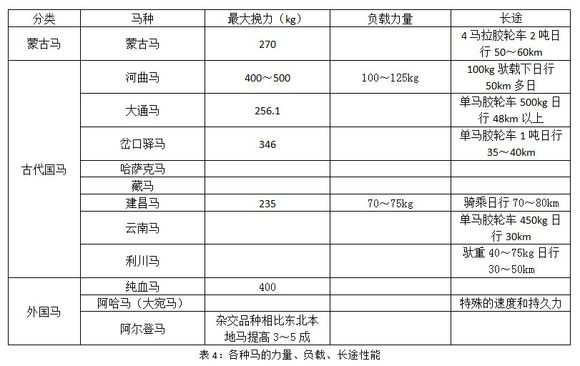 分类 马种 最大挽力（kg） 负载力量 长途
蒙古马 蒙古马 270 4 马拉胶轮车 2 吨日
行 50～60km
古代国马 河曲马 400～500 100～125kg 100kg 驮载下日行
50km 多日
大通马 256.1 单马胶轮车 500kg 日
行 48km 以上
岔口驿马 346 单马胶轮车 1 吨日行
35～40km
哈萨克马
藏马
建昌马 235 70～75kg 骑乘日行 70～80km
云南马 单马胶轮车 450kg 日
行 30km
利川马 驮重 40～75kg 日行
30～50km
外国马 纯血马 400
阿哈马（大宛马） 特殊的速度和持久力
阿尔登马 杂交品种相比东北本
地马提高 3～5 成
表 4：各种马的力量、负载、长途性能